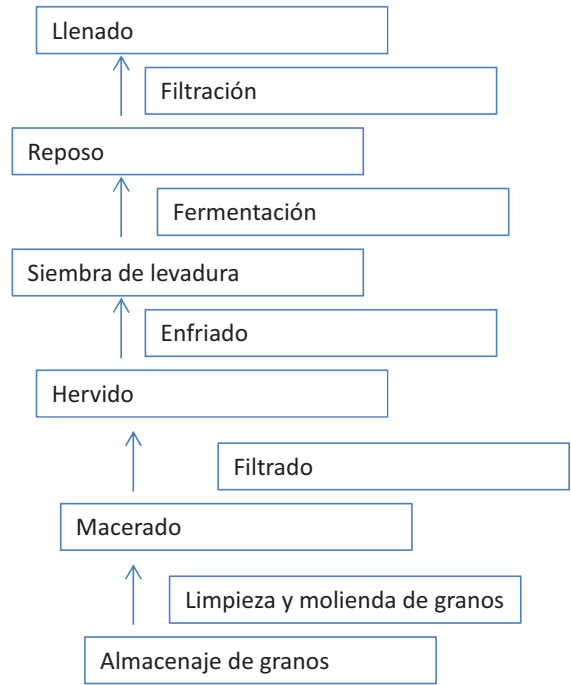 Llenado
Filtración
Reposo
Fermentación
Siembra de levadura
Enfriado
Hervido
Filtrado
Macerado
Limpieza y molienda de granos
Almacenaje de granos